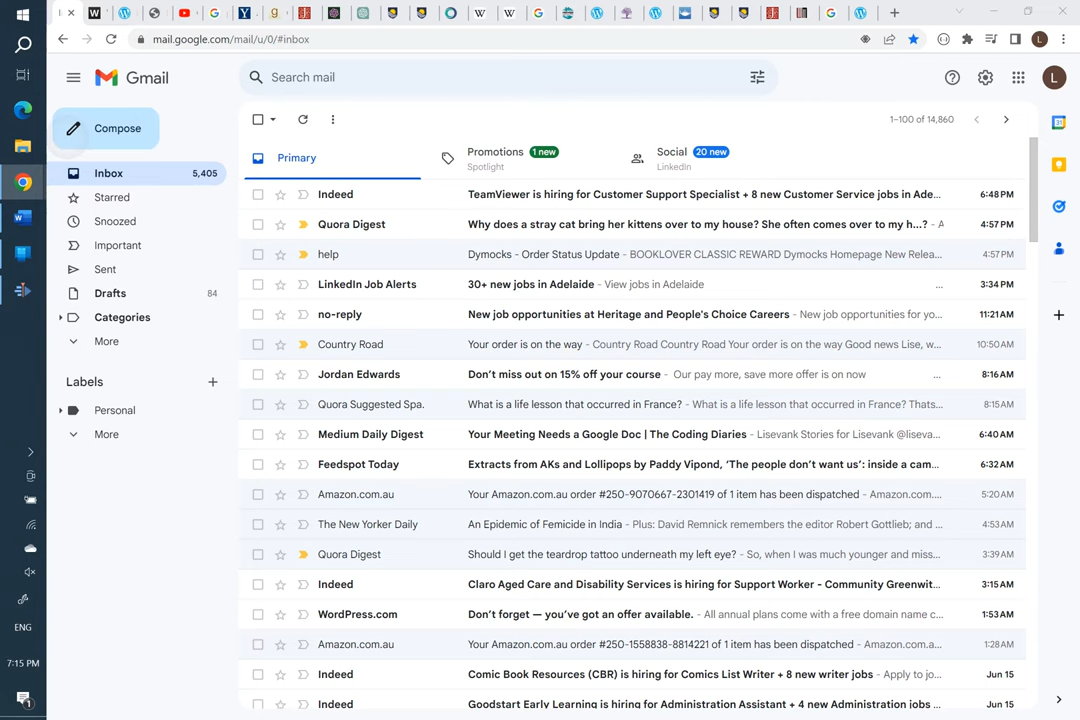 mail.google.com/mail/u/0/#inbox
L
Gmail
Search mail
L
Compose
1–100 of 14,860
Primary
Promotions 1 new
Spotlight
Social 20 new
LinkedIn
Inbox 5,405
Starred
Snoozed
Important
Sent
Drafts 84
Categories
More
Labels
Personal
More
Indeed TeamViewer is hiring for Customer Support Specialist + 8 new Customer Service jobs in Ade... 6:48 PM
Quora Digest Why does a stray cat bring her kittens over to my house? She often comes over to my h...? - A 4:57 PM
help Dymocks - Order Status Update - BOOKLOVER CLASSIC REWARD Dymocks Homepage New Relea... 4:57 PM
LinkedIn Job Alerts 30+ new jobs in Adelaide - View jobs in Adelaide ... 3:34 PM
no-reply New job opportunities at Heritage and People's Choice Careers - New job opportunities for yo... 11:21 AM
Country Road Your order is on the way - Country Road Country Road Your order is on the way Good news Lise, w... 10:50 AM
Jordan Edwards Don’t miss out on 15% off your course - Our pay more, save more offer is on now ... 8:16 AM
Quora Suggested Spa. What is a life lesson that occurred in France? - What is a life lesson that occurred in France? Thats... 8:15 AM
Medium Daily Digest Your Meeting Needs a Google Doc | The Coding Diaries - Lisevank Stories for Lisevank @liseva... 6:40 AM
Feedspot Today Extracts from AKs and Lollipops by Paddy Vipond, ‘The people don’t want us’: inside a cam... 6:32 AM
Amazon.com.au Your Amazon.com.au order #250-9070667-2301419 of 1 item has been dispatched - Amazon.com.... 5:20 AM
The New Yorker Daily An Epidemic of Femicide in India - Plus: David Remnick remembers the editor Robert Gottlieb; and ... 4:53 AM
Quora Digest Should I get the teardrop tattoo underneath my left eye? - So, when I was much younger and miss... 3:39 AM
Indeed Claro Aged Care and Disability Services is hiring for Support Worker - Community Greenwit... 3:15 AM
WordPress.com Don’t forget — you’ve got an offer available. - All annual plans come with a free domain name c... 1:53 AM
Amazon.com.au Your Amazon.com.au order #250-1558838-8814221 of 1 item has been dispatched - Amazon.com.a... 1:28 AM
Indeed Comic Book Resources (CBR) is hiring for Comics List Writer + 8 new writer jobs - Apply to jo... Jun 15
Indeed Goodstart Early Learning is hiring for Administration Assistant + 4 new Administration jobs ... Jun 15
ENG
7:15 PM